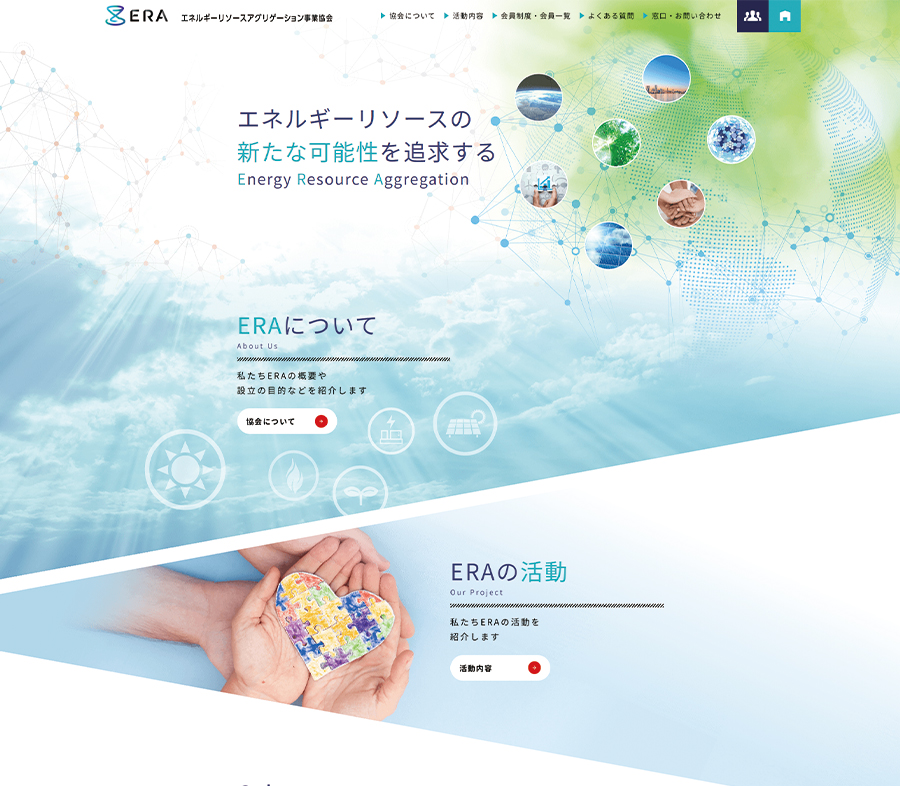 ERA エネルギーリソースアグリゲーション事業協会
協会について 活動内容 会員制度・会員一覧 よくある質問 窓口・お問い合わせ
エネルギーリソースの
新たな可能性を追求する
Energy Resource Aggregation
ERAについて
About Us
私たちERAの概要や
設立の目的などを紹介します
協会について
ERAの活動
Our Project
私たちERAの活動を
紹介します
活動内容